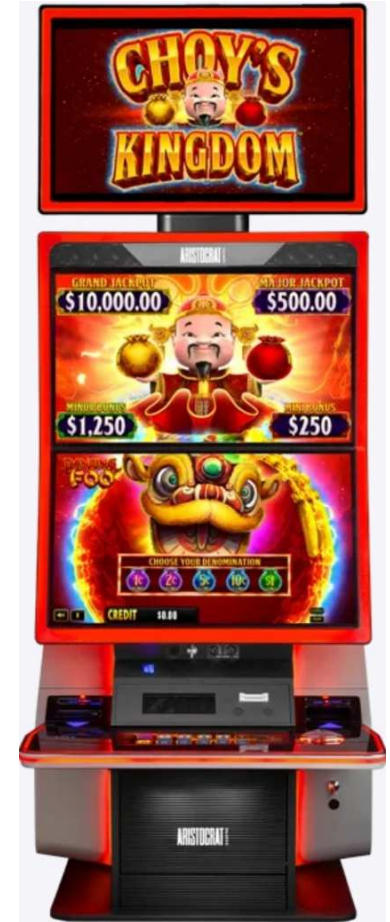 CHOY'S
KINGDOM
ARISTOCRAT
GRAND JACKPOT
$10,000.00
MAJOR JACKPOT
$500.00
MINOR BONUS
$1,250
MINI BONUS
$250
FOO
CHOOSE YOUR DENOMINATION
1¢ 2¢ 5¢ 10¢ $1
CREDIT $0.00
ARISTOCRAT